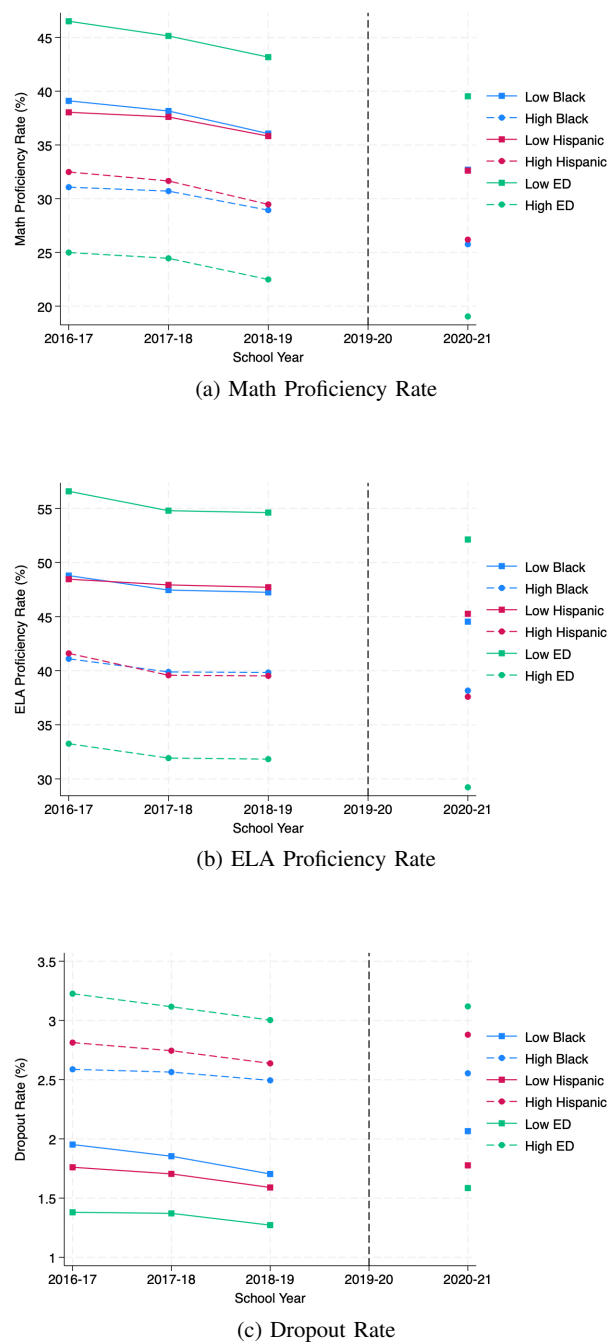 45
40
35
30
25
20
Math Proficiency Rate (%)
2016-17 2017-18 2018-19 2019-20 2020-21
School Year
Low Black
High Black
Low Hispanic
High Hispanic
Low ED
High ED
(a) Math Proficiency Rate
55
50
45
40
35
30
ELA Proficiency Rate (%)
2016-17 2017-18 2018-19 2019-20 2020-21
School Year
Low Black
High Black
Low Hispanic
High Hispanic
Low ED
High ED
(b) ELA Proficiency Rate
3.5
3
2.5
2
1.5
1
Dropout Rate (%)
2016-17 2017-18 2018-19 2019-20 2020-21
School Year
Low Black
High Black
Low Hispanic
High Hispanic
Low ED
High ED
(c) Dropout Rate